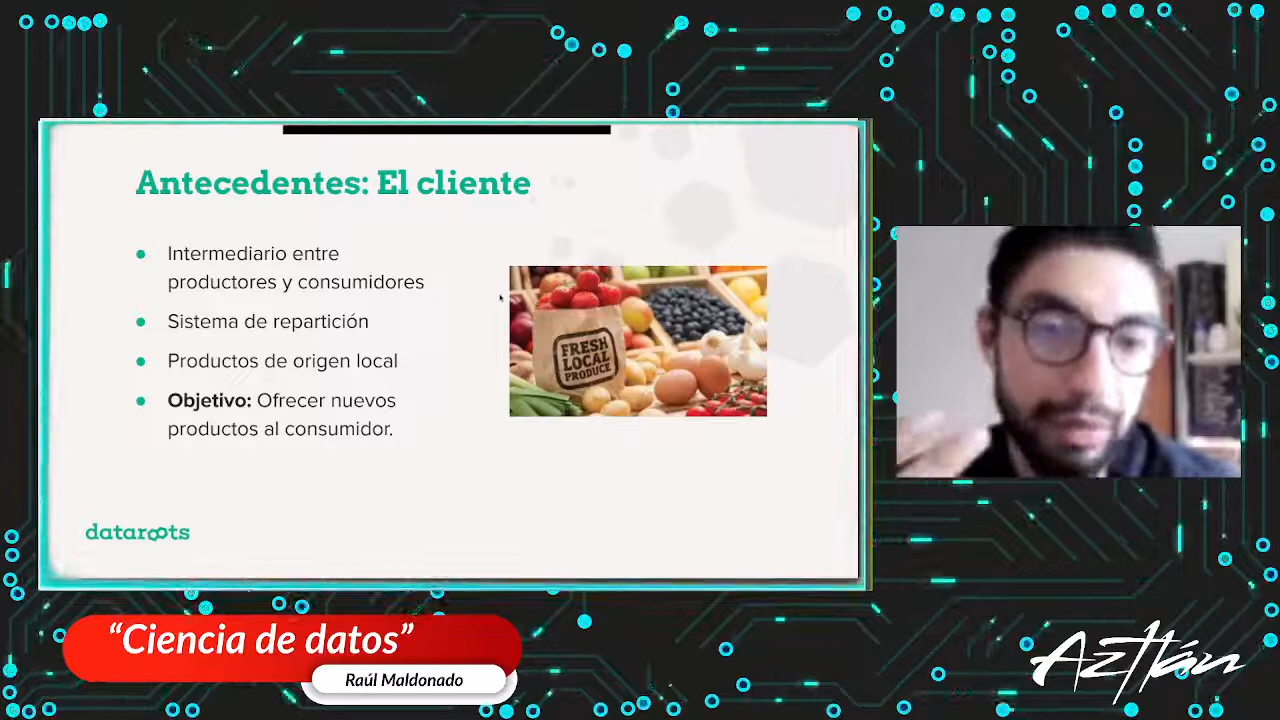 Antecedentes: El cliente
Intermediario entre
productores y consumidores
Sistema de repartición
Productos de origen local
Objetivo: Ofrecer nuevos
productos al consumidor.
FRESH
LOCAL
PRODUCE
dataroots
“Ciencia de datos”
Raúl Maldonado
Aztlán